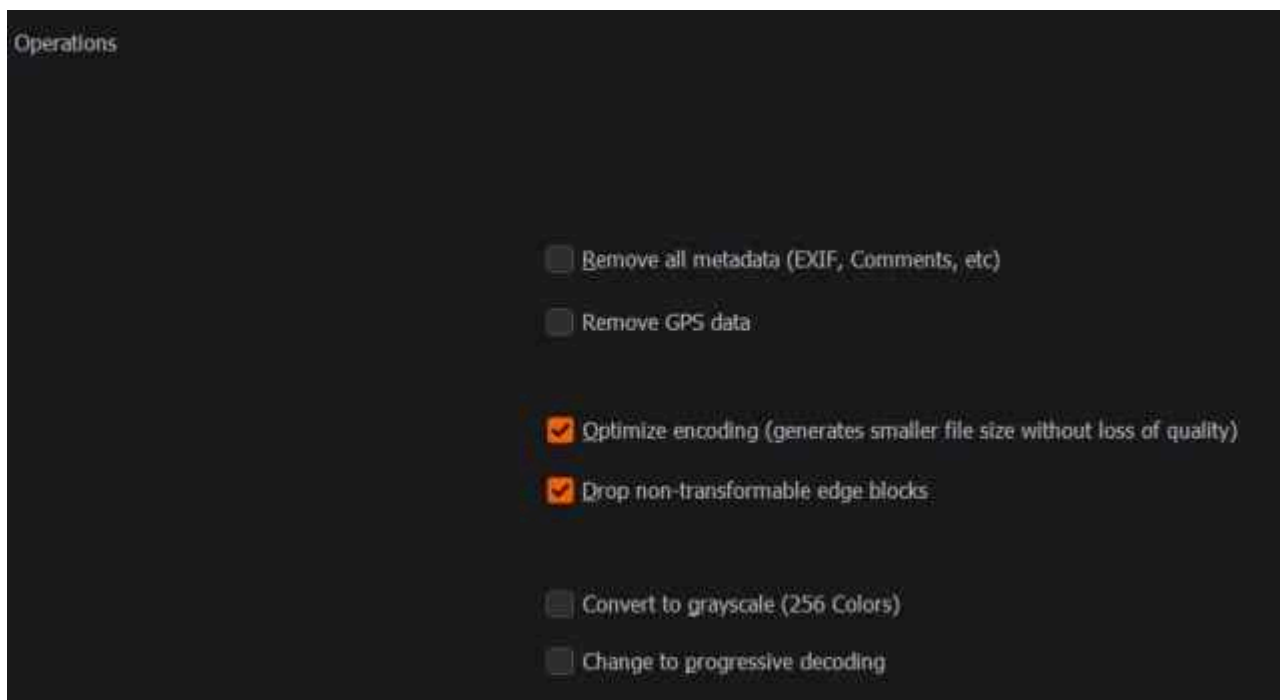 Operations
Remove all metadata (EXIF, Comments, etc)
Remove GPS data
Optimize encoding (generates smaller file size without loss of quality)
Drop non-transformable edge blocks
Convert to grayscale (256 Colors)
Change to progressive decoding